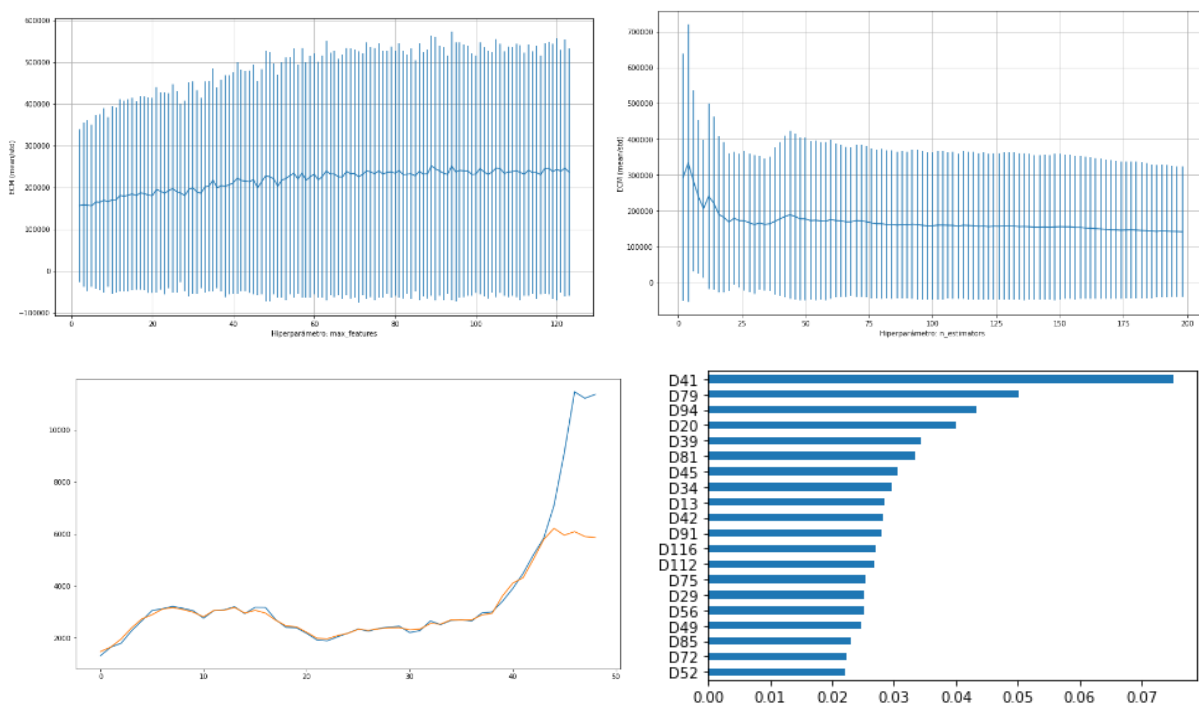 600000
500000
400000
300000
200000
100000
0
−100000
ECM (mean/std)
0 20 40 60 80 100 120
Hiperparámetro: max_features
700000
600000
500000
400000
300000
200000
100000
0
ECM (mean/std)
0 25 50 75 100 125 150 175 200
Hiperparámetro: n_estimators
10000
8000
6000
4000
2000
0 10 20 30 40 50
D41
D79
D94
D20
D39
D81
D45
D34
D13
D42
D91
D116
D112
D75
D29
D56
D49
D85
D72
D52
0.00 0.01 0.02 0.03 0.04 0.05 0.06 0.07